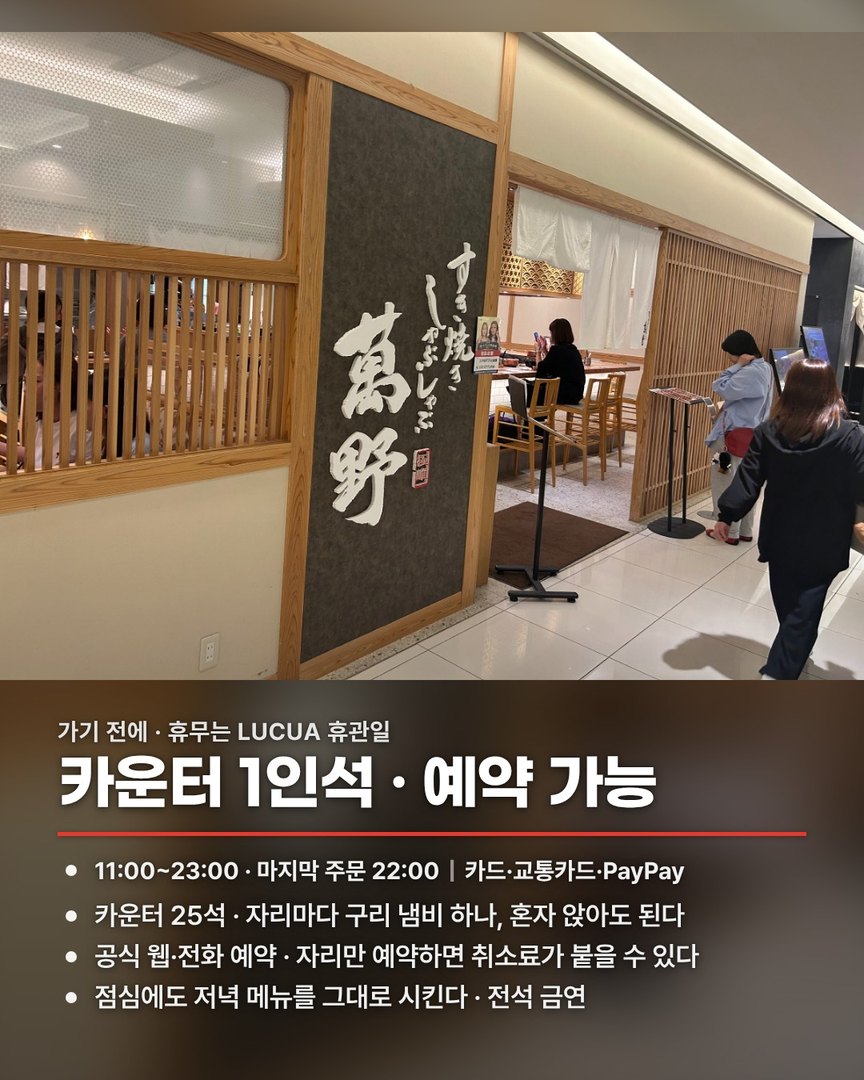 すき焼き
しゃぶしゃぶ
萬野
가기 전에 · 휴무는 LUCUA 휴관일
카운터 1인석 · 예약 가능
• 11:00~23:00 · 마지막 주문 22:00 | 카드·교통카드·PayPay
• 카운터 25석 · 자리마다 구리 냄비 하나, 혼자 앉아도 된다
• 공식 웹·전화 예약 · 자리만 예약하면 취소료가 붙을 수 있다
• 점심에도 저녁 메뉴를 그대로 시킨다 · 전석 금연